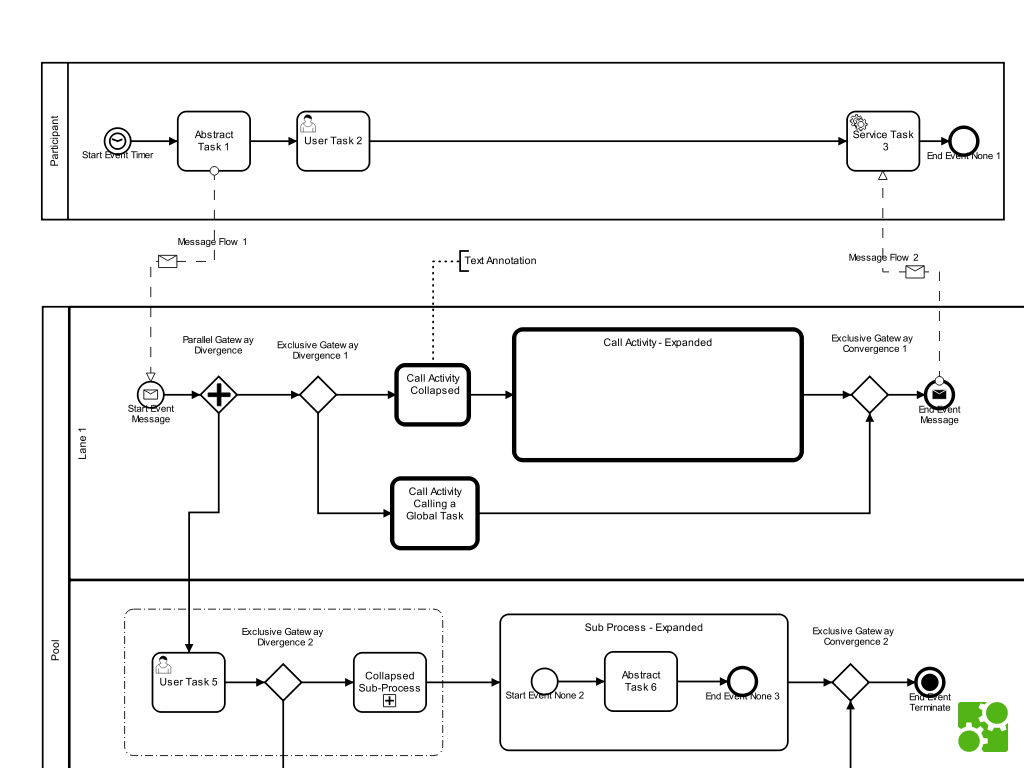 Participant
Start Event Timer
Abstract
Task 1
User Task 2
Service Task
3
End Event None 1
Message Flow 1
Text Annotation
Message Flow 2
Pool
Lane 1
Parallel Gateway
Divergence
Exclusive Gateway
Divergence 1
Call Activity
Collapsed
Call Activity - Expanded
Exclusive Gateway
Convergence 1
Start Event
Message
End Event
Message
Call Activity
Calling a
Global Task
Exclusive Gateway
Divergence 2
User Task 5
Collapsed
Sub-Process
Sub Process - Expanded
Start Event None 2
Abstract
Task 6
End Event None 3
Exclusive Gateway
Convergence 2
End Event
Terminate